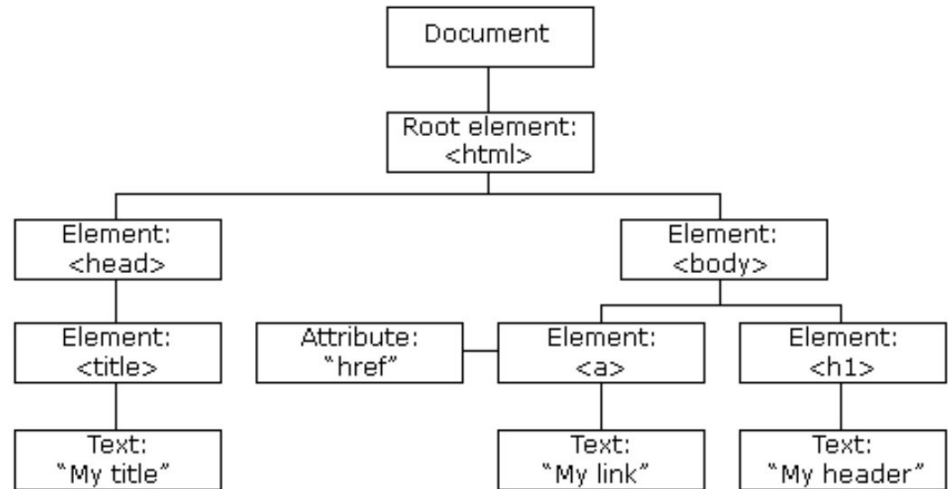 Document
Root element:
<html>
Element:
<head>
Element:
<body>
Element:
<title>
Attribute:
“href”
Element:
<a>
Element:
<h1>
Text:
“My title”
Text:
“My link”
Text:
“My header”